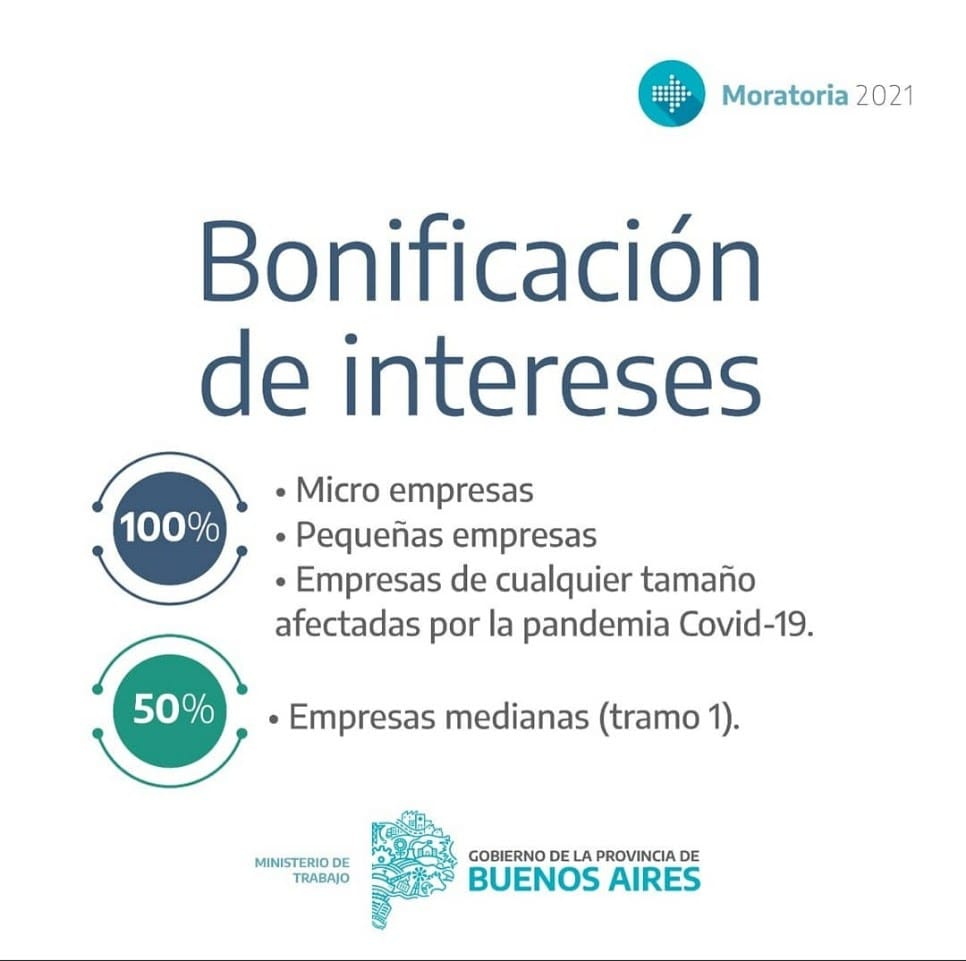 Moratoria 2021
Bonificación
de intereses
100%
• Micro empresas
• Pequeñas empresas
• Empresas de cualquier tamaño
afectadas por la pandemia Covid-19.
50%
• Empresas medianas (tramo 1).
MINISTERIO DE
TRABAJO
GOBIERNO DE LA PROVINCIA DE
BUENOS AIRES